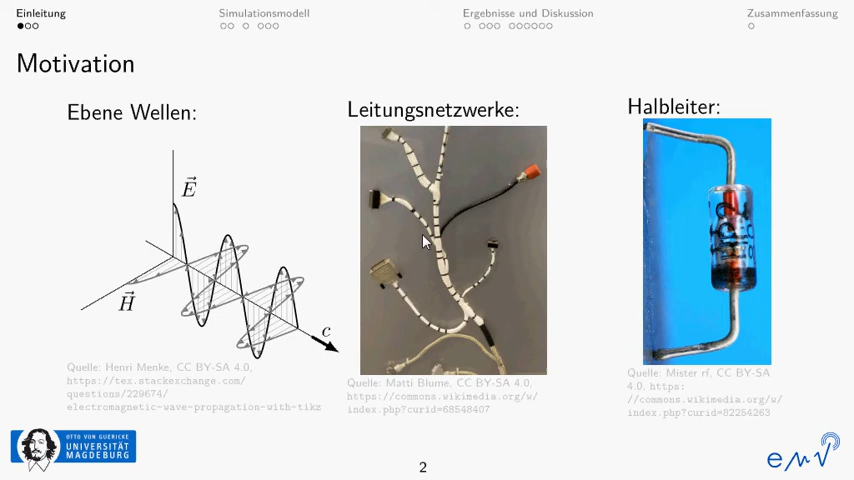 Einleitung
Simulationsmodell
Ergebnisse und Diskussion
Zusammenfassung
Motivation
Ebene Wellen:
E⃗
H⃗
c
Quelle: Henri Menke, CC BY-SA 4.0,
https://tex.stackexchange.com/
questions/229674/
electromagnetic-wave-propagation-with-tikz
Leitungsnetzwerke:
Quelle: Matti Blume, CC BY-SA 4.0,
https://commons.wikimedia.org/w/
index.php?curid=68548407
Halbleiter:
Quelle: Mister rf, CC BY-SA
4.0, https:
//commons.wikimedia.org/w/
index.php?curid=82254263
OTTO VON GUERICKE
UNIVERSITÄT
MAGDEBURG
2
emv